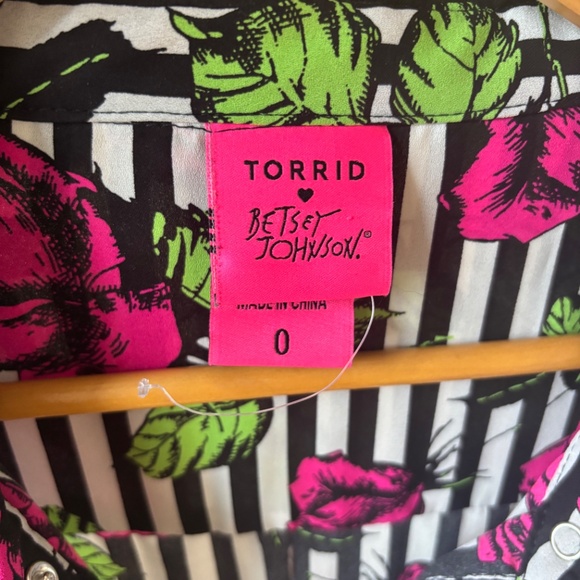 TORRID
♥
BETSEY
JOHNSON.®
MADE IN CHINA
0